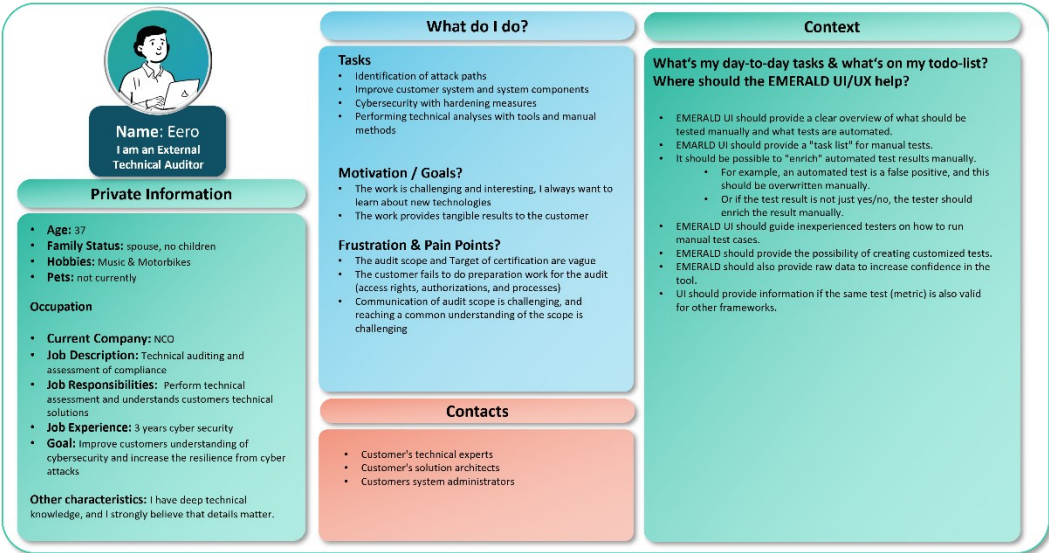 Name: Eero
I am an External
Technical Auditor
Private Information
• Age: 37
• Family Status: spouse, no children
• Hobbies: Music & Motorbikes
• Pets: not currently
Occupation
• Current Company: NCO
• Job Description: Technical auditing and
assessment of compliance
• Job Responsibilities: Perform technical
assessment and understands customers technical
solutions
• Job Experience: 3 years cyber security
• Goal: Improve customers understanding of
cybersecurity and increase the resilience from cyber
attacks
Other characteristics: I have deep technical
knowledge, and I strongly believe that details matter.
What do I do?
Tasks
• Identification of attack paths
• Improve customer system and system components
• Cybersecurity with hardening measures
• Performing technical analyses with tools and manual
methods
Motivation / Goals?
• The work is challenging and interesting, I always want to
learn about new technologies
• The work provides tangible results to the customer
Frustration & Pain Points?
• The audit scope and Target of certification are vague
• The customer fails to do preparation work for the audit
(access rights, authorizations, and processes)
• Communication of audit scope is challenging, and
reaching a common understanding of the scope is
challenging
Contacts
• Customer's technical experts
• Customer's solution architects
• Customers system administrators
Context
What's my day-to-day tasks & what's on my todo-list?
Where should the EMERALD UI/UX help?
• EMERALD UI should provide a clear overview of what should be
tested manually and what tests are automated.
• EMARLD UI should provide a "task list" for manual tests.
• It should be possible to "enrich" automated test results manually.
• For example, an automated test is a false positive, and this
should be overwritten manually.
• Or if the test result is not just yes/no, the tester should
enrich the result manually.
• EMERALD UI should guide inexperienced testers on how to run
manual test cases.
• EMERALD should provide the possibility of creating customized tests.
• EMERALD should also provide raw data to increase confidence in the
tool.
• UI should provide information if the same test (metric) is also valid
for other frameworks.